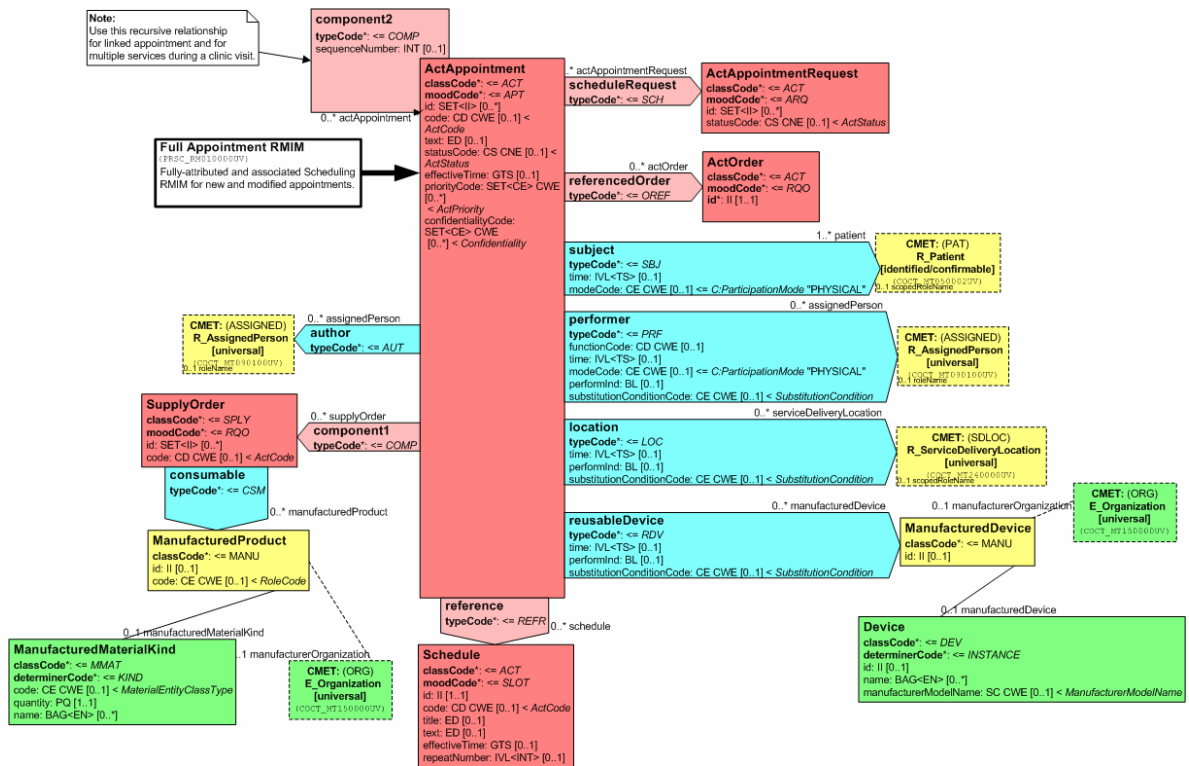 Note:
Use this recursive relationship
for linked appointment and for
multiple services during a clinic visit.
component2
typeCode*: <= COMP
sequenceNumber: INT [0..1]
0..* actAppointment
Full Appointment RMIM
(PRSC_RM010000UV)
Fully-attributed and associated Scheduling
RMIM for new and modified appointments.
ActAppointment
classCode*: <= ACT
moodCode*: <= APT
id: SET<II> [0..*]
code: CD CWE [0..1] <
ActCode
text: ED [0..1]
statusCode: CS CNE [0..1] <
ActStatus
effectiveTime: GTS [0..1]
priorityCode: SET<CE> CWE
[0..*]
< ActPriority
confidentialityCode:
SET<CE> CWE
[0..*] < Confidentiality
..* actAppointmentRequest
scheduleRequest
typeCode*: <= SCH
ActAppointmentRequest
classCode*: <= ACT
moodCode*: <= ARQ
id: SET<II> [0..*]
statusCode: CS CNE [0..1] < ActStatus
0..* actOrder
referencedOrder
typeCode*: <= OREF
ActOrder
classCode*: <= ACT
moodCode*: <= RQO
id*: II [1..1]
1..* patient
subject
typeCode*: <= SBJ
time: IVL<TS> [0..1]
modeCode: CE CWE [0..1] <= C:ParticipationMode "PHYSICAL"
CMET: (PAT)
R_Patient
[identified/confirmable]
(COCT_MT050002UV)
0..1 scopedRoleName
0..* assignedPerson
performer
typeCode*: <= PRF
functionCode: CD CWE [0..1]
time: IVL<TS> [0..1]
modeCode: CE CWE [0..1] <= C:ParticipationMode "PHYSICAL"
performInd: BL [0..1]
substitutionConditionCode: CE CWE [0..1] < SubstitutionCondition
CMET: (ASSIGNED)
R_AssignedPerson
[universal]
(COCT_MT090100UV)
0..1 roleName
0..* assignedPerson
author
typeCode*: <= AUT
CMET: (ASSIGNED)
R_AssignedPerson
[universal]
(COCT_MT090100UV)
0..1 roleName
0..* serviceDeliveryLocation
location
typeCode*: <= LOC
time: IVL<TS> [0..1]
performInd: BL [0..1]
substitutionConditionCode: CE CWE [0..1] < SubstitutionCondition
CMET: (SDLOC)
R_ServiceDeliveryLocation
[universal]
(COCT_MT240000UV)
0..1 scopedRoleName
SupplyOrder
classCode*: <= SPLY
moodCode*: <= RQO
id: SET<II> [0..*]
code: CD CWE [0..1] < ActCode
0..* supplyOrder
component1
typeCode*: <= COMP
consumable
typeCode*: <= CSM
0..* manufacturedProduct
ManufacturedProduct
classCode*: <= MANU
id: II [0..1]
code: CE CWE [0..1] < RoleCode
0..* manufacturedDevice
reusableDevice
typeCode*: <= RDV
time: IVL<TS> [0..1]
performInd: BL [0..1]
substitutionConditionCode: CE CWE [0..1] < SubstitutionCondition
ManufacturedDevice
classCode*: <= MANU
id: II [0..1]
0..1 manufacturerOrganization
CMET: (ORG)
E_Organization
[universal]
(COCT_MT150000UV)
0..1 manufacturedDevice
Device
classCode*: <= DEV
determinerCode*: <= INSTANCE
id: II [0..1]
name: BAG<EN> [0..*]
manufacturerModelName: SC CWE [0..1] < ManufacturerModelName
0..1 manufacturedMaterialKind
ManufacturedMaterialKind
classCode*: <= MMAT
determinerCode*: <= KIND
code: CE CWE [0..1] < MaterialEntityClassType
quantity: PQ [1..1]
name: BAG<EN> [0..*]
..1 manufacturerOrganization
CMET: (ORG)
E_Organization
[universal]
(COCT_MT150000UV)
reference
typeCode*: <= REFR
0..* schedule
Schedule
classCode*: <= ACT
moodCode*: <= SLOT
id: II [1..1]
code: CD CWE [0..1] < ActCode
title: ED [0..1]
text: ED [0..1]
effectiveTime: GTS [0..1]
repeatNumber: IVL<INT> [0..1]